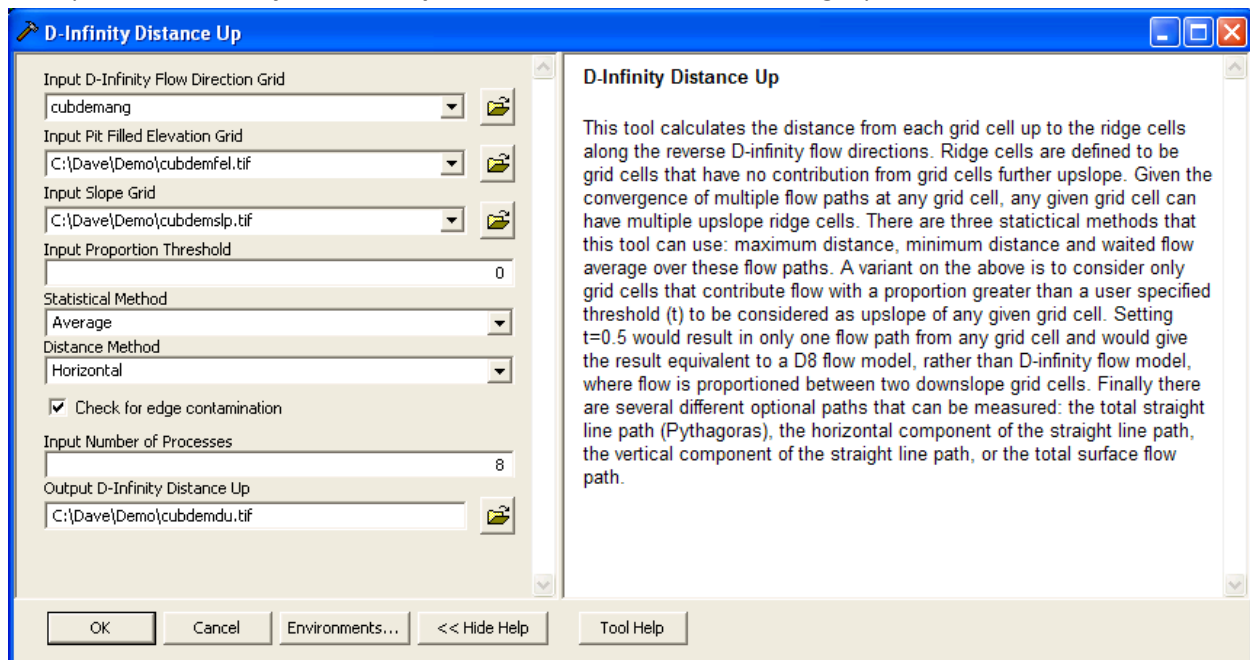 D-Infinity Distance Up
Input D-Infinity Flow Direction Grid
cubdemang
Input Pit Filled Elevation Grid
C:\Dave\Demo\cubdemfel.tif
Input Slope Grid
C:\Dave\Demo\cubdemslp.tif
Input Proportion Threshold
0
Statistical Method
Average
Distance Method
Horizontal
Check for edge contamination
Input Number of Processes
8
Output D-Infinity Distance Up
C:\Dave\Demo\cubdemdu.tif
D-Infinity Distance Up
This tool calculates the distance from each grid cell up to the ridge cells
along the reverse D-infinity flow directions. Ridge cells are defined to be
grid cells that have no contribution from grid cells further upslope. Given the
convergence of multiple flow paths at any grid cell, any given grid cell can
have multiple upslope ridge cells. There are three statictical methods that
this tool can use: maximum distance, minimum distance and waited flow
average over these flow paths. A variant on the above is to consider only
grid cells that contribute flow with a proportion greater than a user specified
threshold (t) to be considered as upslope of any given grid cell. Setting
t=0.5 would result in only one flow path from any grid cell and would give
the result equivalent to a D8 flow model, rather than D-infinity flow model,
where flow is proportioned between two downslope grid cells. Finally there
are several different optional paths that can be measured: the total straight
line path (Pythagoras), the horizontal component of the straight line path,
the vertical component of the straight line path, or the total surface flow
path.
OK Cancel Environments... << Hide Help Tool Help